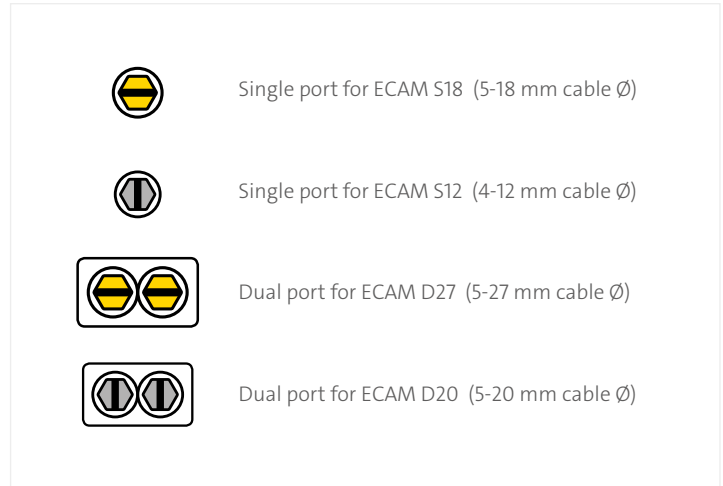 Single port for ECAM S18 (5-18 mm cable Ø)
Single port for ECAM S12 (4-12 mm cable Ø)
Dual port for ECAM D27 (5-27 mm cable Ø)
Dual port for ECAM D20 (5-20 mm cable Ø)